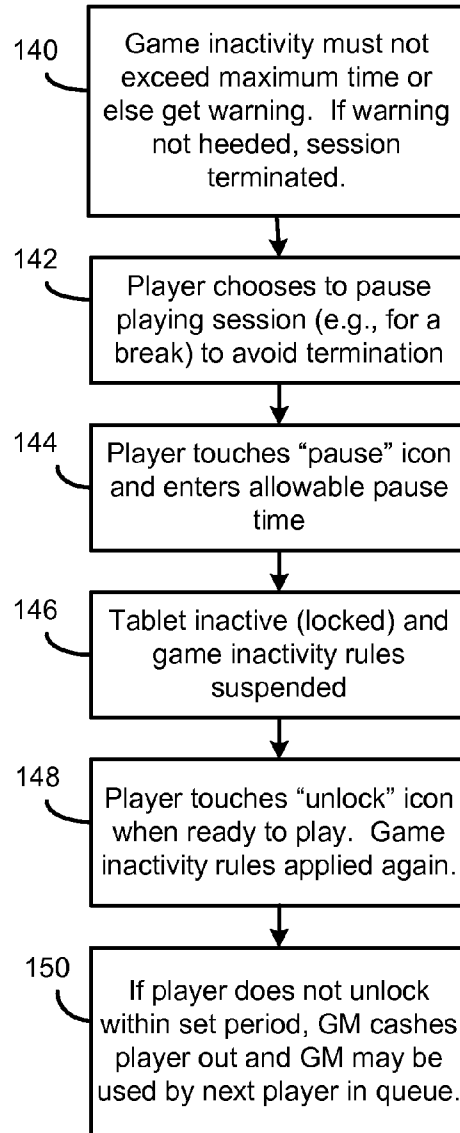 140
Game inactivity must not
exceed maximum time or
else get warning.  If warning
not heeded, session
terminated.
142
Player chooses to pause
playing session (e.g., for a
break) to avoid termination
144
Player touches “pause” icon
and enters allowable pause
time
146
Tablet inactive (locked) and
game inactivity rules
suspended
148
Player touches “unlock” icon
when ready to play.  Game
inactivity rules applied again.
150
If player does not unlock
within set period, GM cashes
player out and GM may be
used by next player in queue.